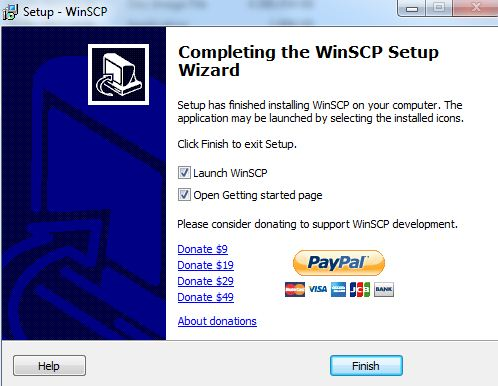 Setup - WinSCP
Completing the WinSCP Setup
Wizard
Setup has finished installing WinSCP on your computer. The
application may be launched by selecting the installed icons.
Click Finish to exit Setup.
Launch WinSCP
Open Getting started page
Please consider donating to support WinSCP development.
Donate $9
Donate $19
Donate $29
Donate $49
PayPal
MasterCard VISA JCB BANK
About donations
Help
Finish